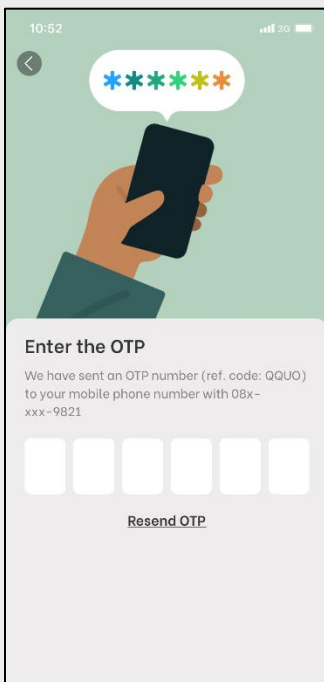 10:52
3G
******
Enter the OTP
We have sent an OTP number (ref. code: QQUO)
to your mobile phone number with 08x-
xxx-9821
Resend OTP